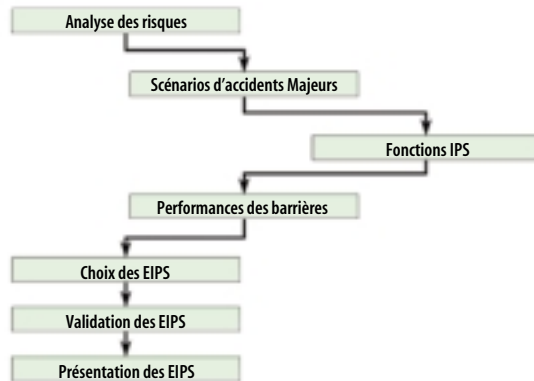 Analyse des risques
Scénarios d'accidents Majeurs
Fonctions IPS
Performances des barrières
Choix des EIPS
Validation des EIPS
Présentation des EIPS